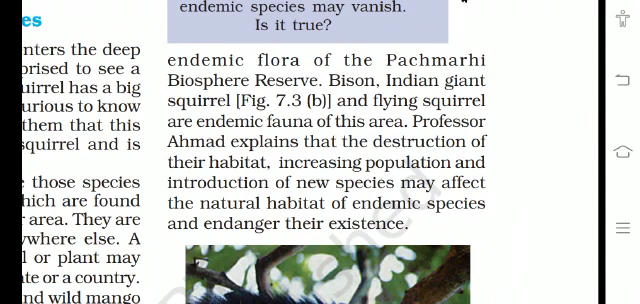 es
nters the deep
prised to see a
uirrel has a big
urious to know
them that this
squirrel and is
those species
hich are found
area. They are
ywhere else. A
l or plant may
te or a country.
nd wild mango
endemic species may vanish.
Is it true?
endemic flora of the Pachmarhi
Biosphere Reserve. Bison, Indian giant
squirrel [Fig. 7.3 (b)] and flying squirrel
are endemic fauna of this area. Professor
Ahmad explains that the destruction of
their habitat, increasing population and
introduction of new species may affect
the natural habitat of endemic species
and endanger their existence.